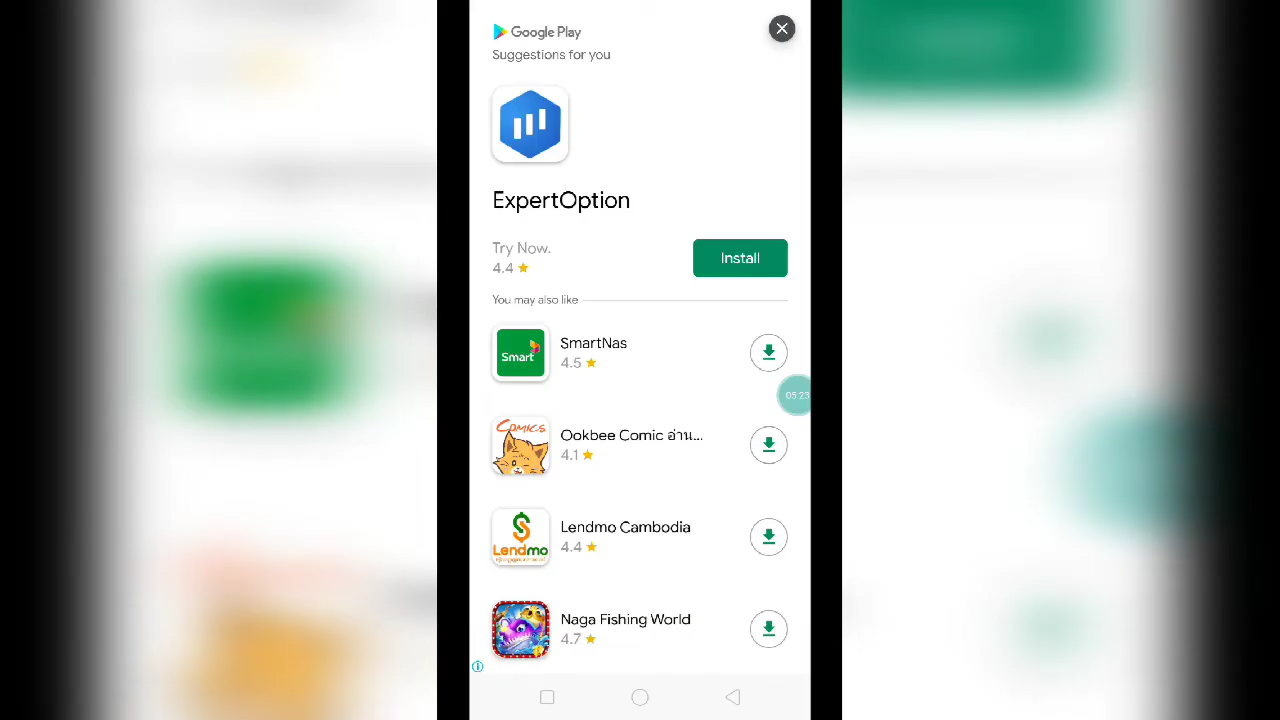 Google Play
Suggestions for you
ExpertOption
Try Now.
4.4
Install
You may also like
Smart
SmartNas
4.5
05:23
COMICS
Ookbee Comic อ่าน...
4.1
Lendmo
Lendmo Cambodia
4.4
Naga Fishing World
4.7